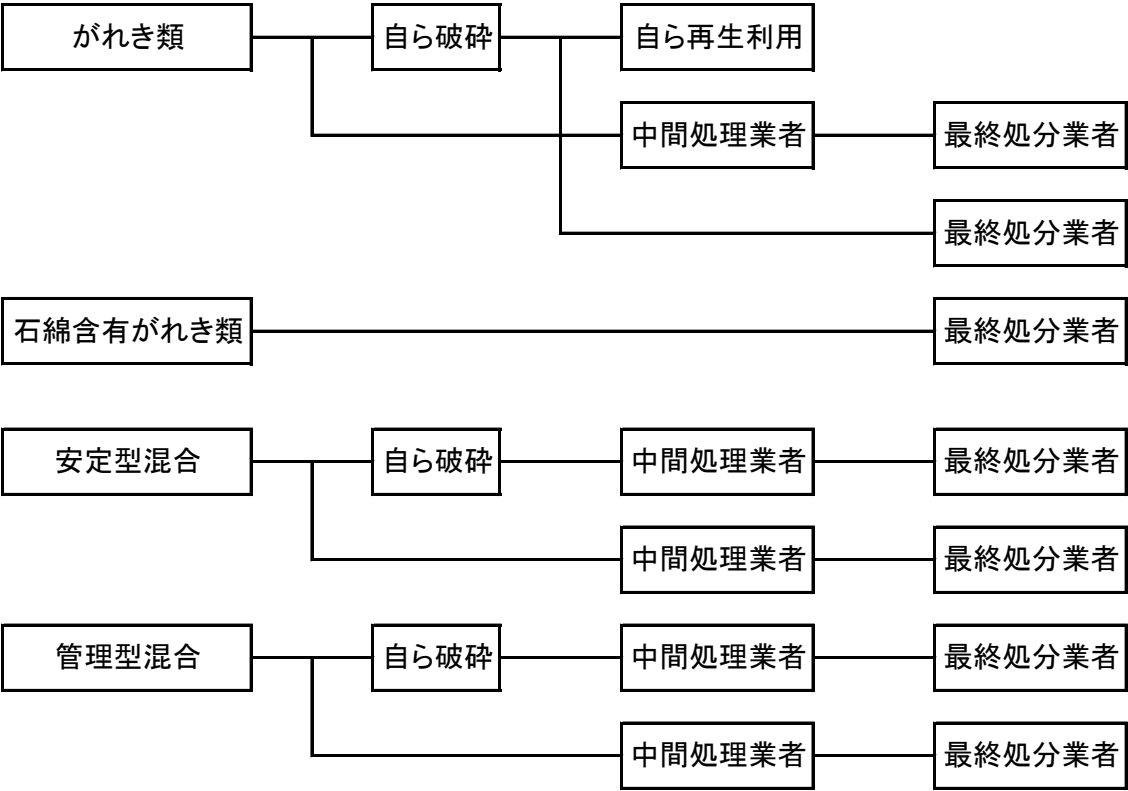 がれき類
自ら破砕
自ら再生利用
中間処理業者
最終処分業者
最終処分業者
石綿含有がれき類
最終処分業者
安定型混合
自ら破砕
中間処理業者
最終処分業者
中間処理業者
最終処分業者
管理型混合
自ら破砕
中間処理業者
最終処分業者
中間処理業者
最終処分業者